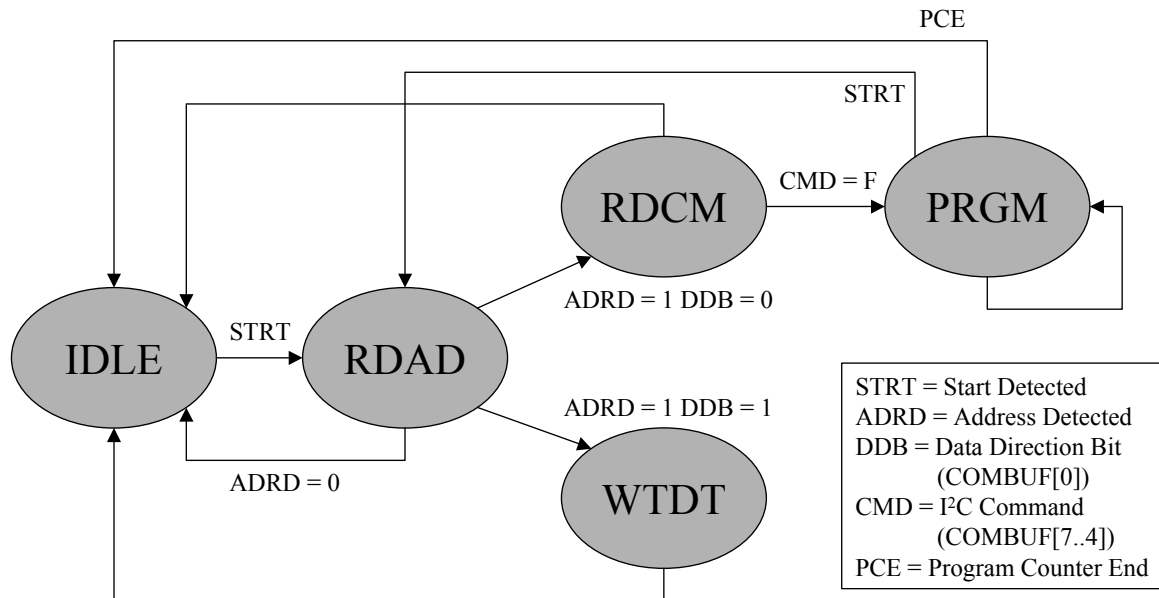 PCE
STRT
RDCM
CMD = F
PRGM
ADRD = 1 DDB = 0
STRT
IDLE
RDAD
ADRD = 1 DDB = 1
ADRD = 0
WTDT
STRT = Start Detected
ADRD = Address Detected
DDB = Data Direction Bit
(COMBUF[0])
CMD = I²C Command
(COMBUF[7..4])
PCE = Program Counter End